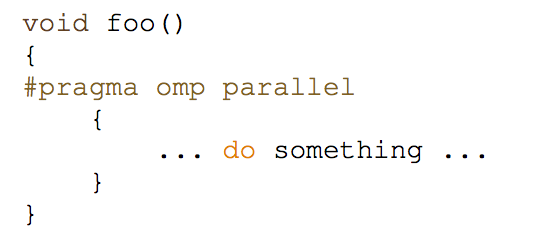 void foo()
{
#pragma omp parallel
    {
        ... do something ...
    }
}